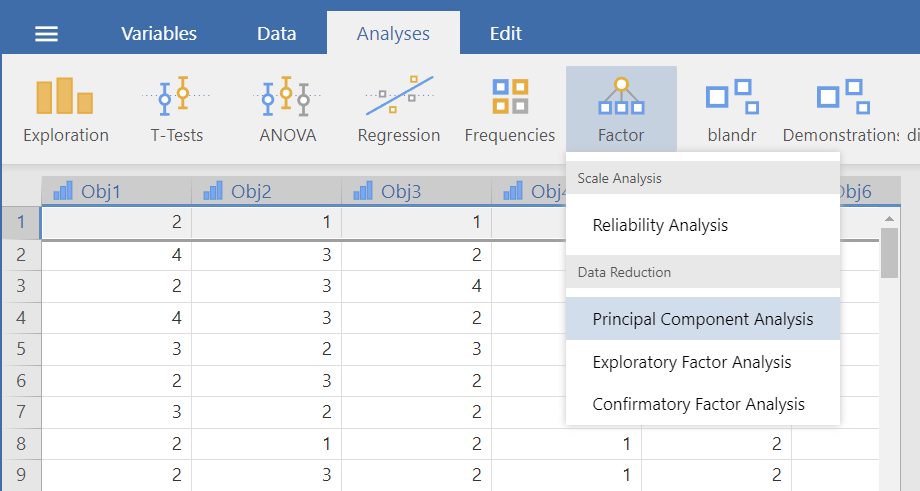 Variables Data Analyses Edit
Exploration T-Tests ANOVA Regression Frequencies Factor blandr Demonstrations di
Scale Analysis
Obj1 Obj2 Obj3 Obj4 Obj6
1 2 1 1
Reliability Analysis
2 4 3 2
Data Reduction
3 2 3 4
4 4 3 2
Principal Component Analysis
5 3 2 3
Exploratory Factor Analysis
6 2 3 2
7 3 2 2
Confirmatory Factor Analysis
8 2 1 2 1 2
9 2 3 2 1 2